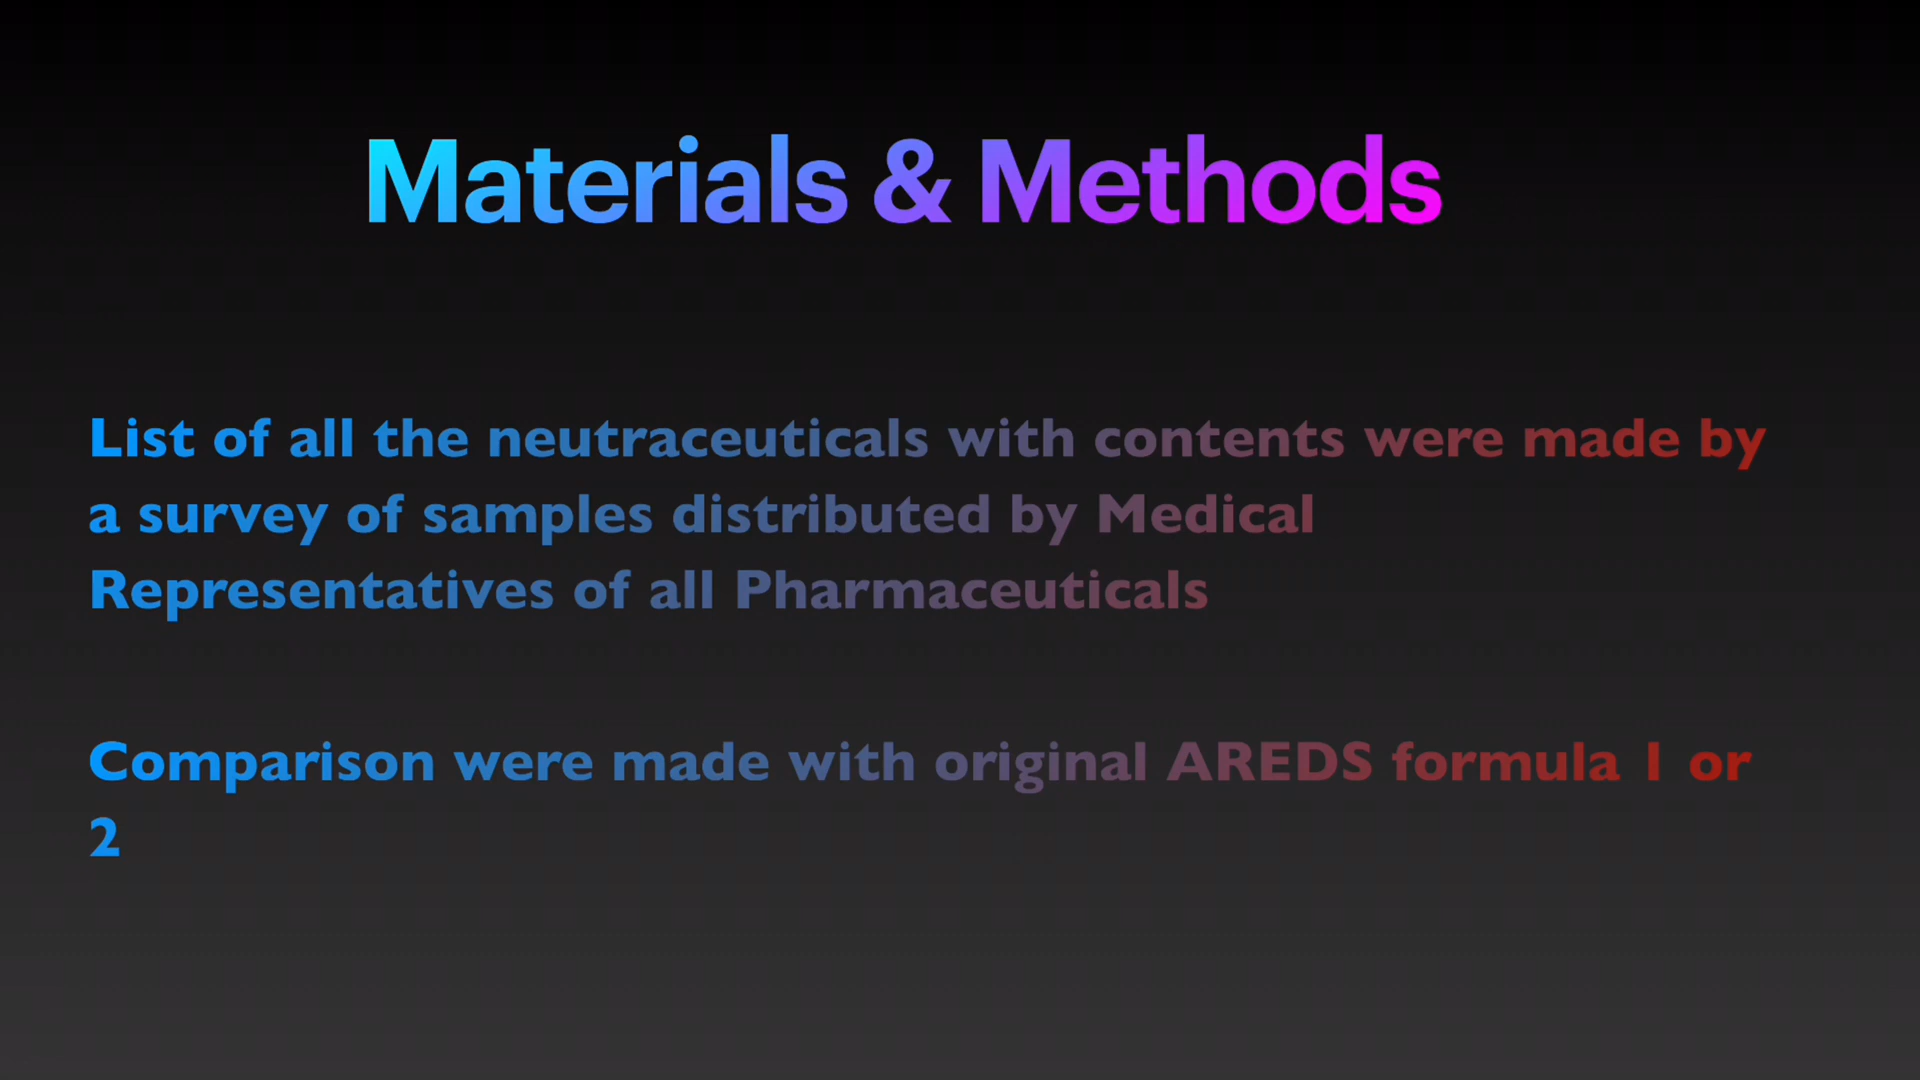 Materials & Methods
List of all the neutraceuticals with contents were made by
a survey of samples distributed by Medical
Representatives of all Pharmaceuticals
Comparison were made with original AREDS formula 1 or
2